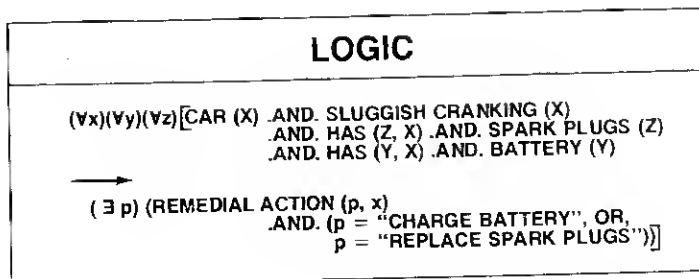 LOGIC
(∀x)(∀y)(∀z)[CAR (X) .AND. SLUGGISH CRANKING (X)
.AND. HAS (Z, X) .AND. SPARK PLUGS (Z)
.AND. HAS (Y, X) .AND. BATTERY (Y)
⟶
(∃p) (REMEDIAL ACTION (p, x)
.AND. (p = “CHARGE BATTERY”, OR,
p = “REPLACE SPARK PLUGS”))]